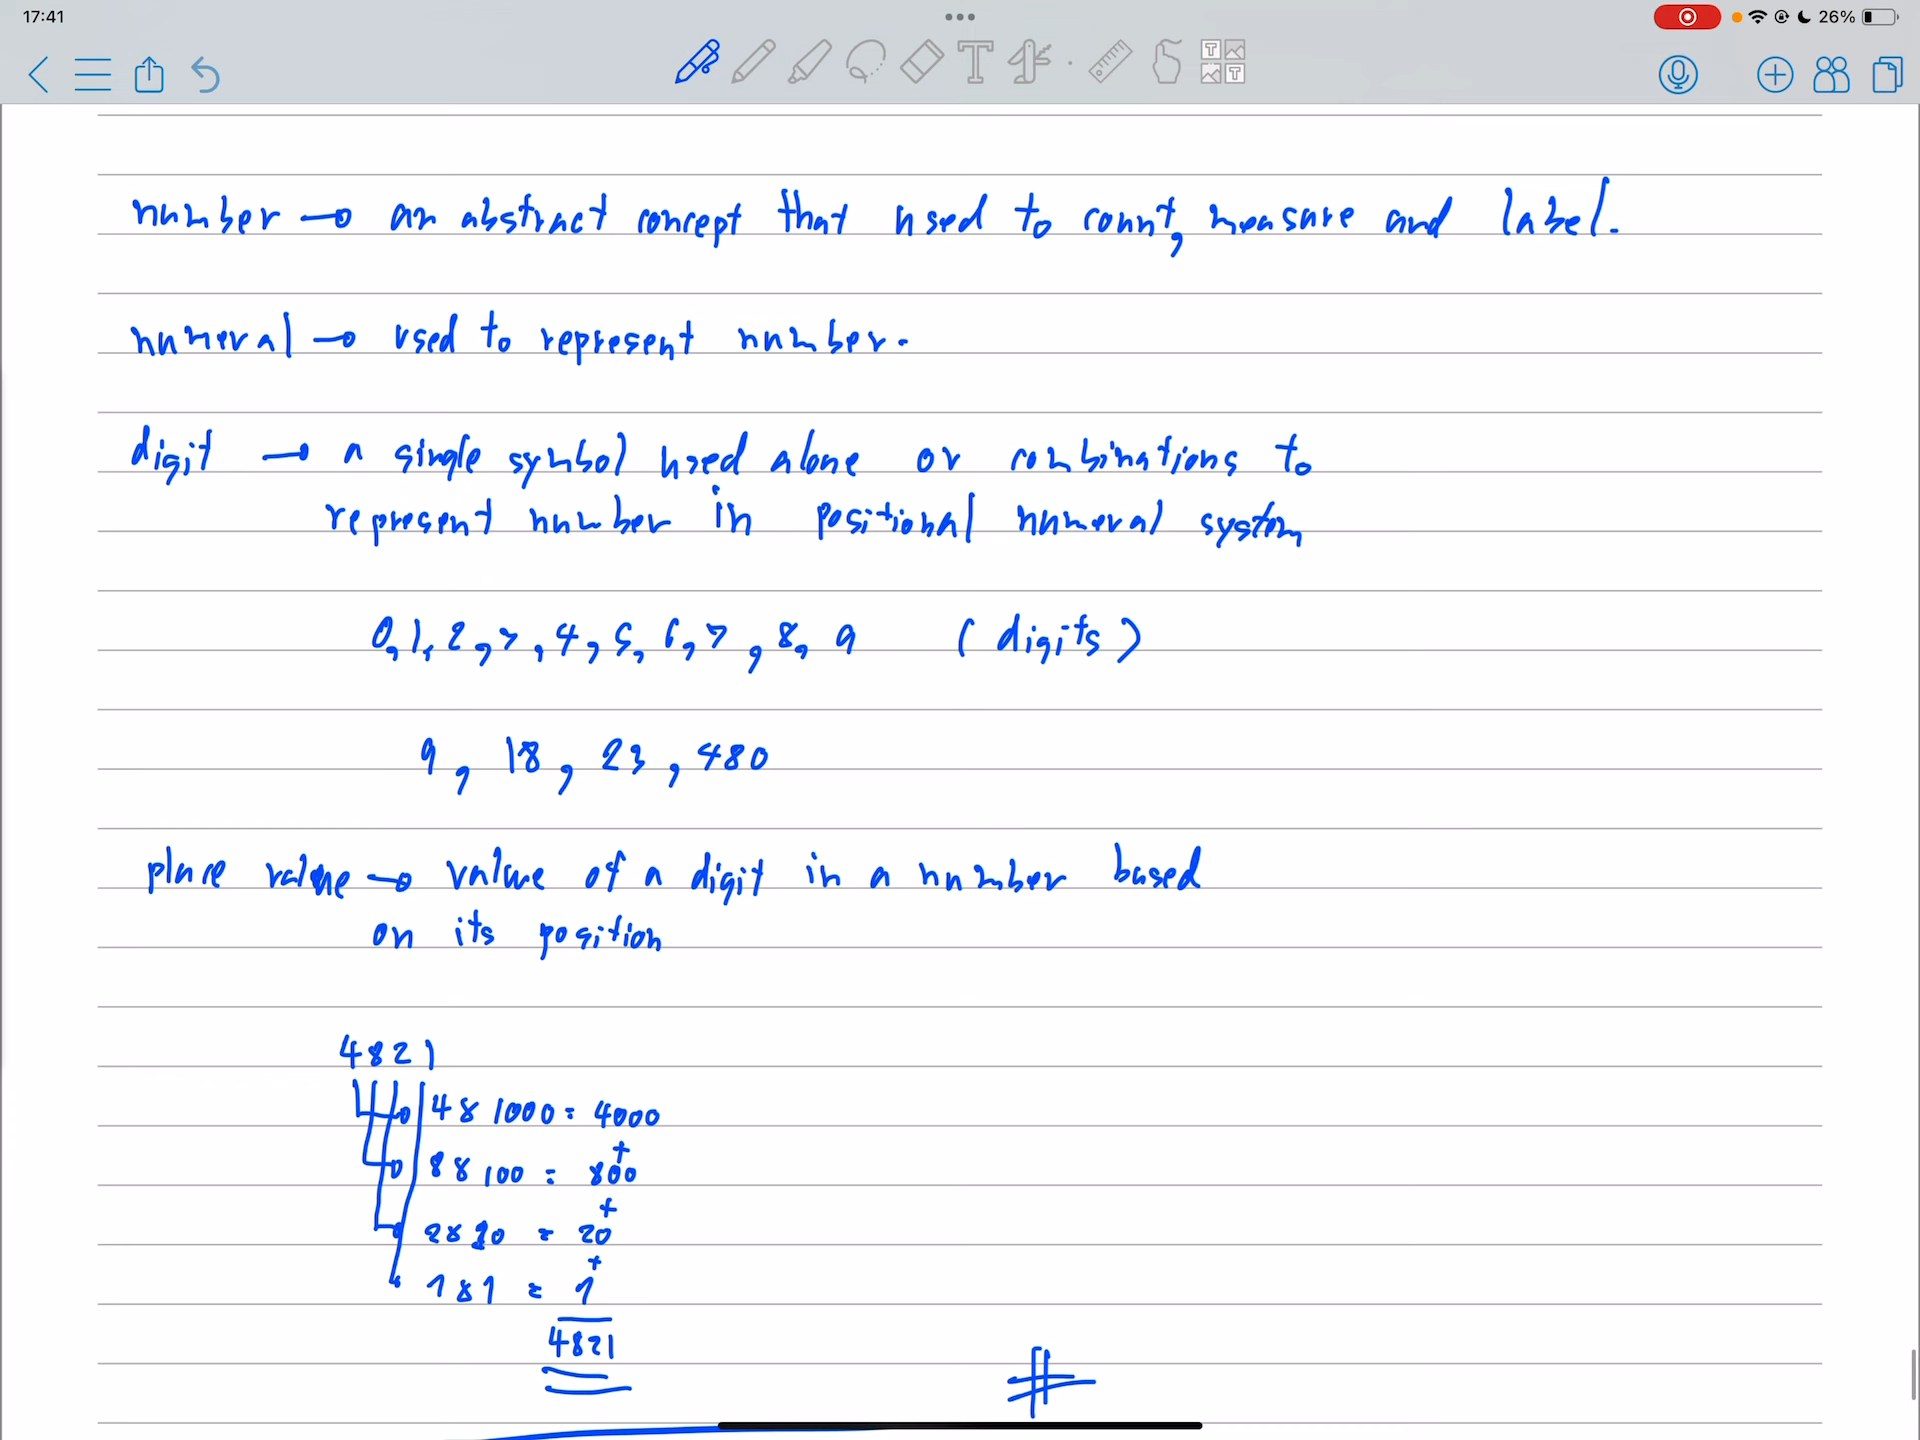 17:41
26%
number → an abstract concept that used to count, measure and label.
numeral → used to represent number.
digit → a single symbol used alone or combinations to
represent number in positional numeral system
0, 1, 2, 3, 4, 5, 6, 7, 8, 9 (digits)
9, 18, 23, 480
place value → value of a digit in a number based
on its position
4821
4 x 1000 = 4000
+
8 x 100 = 800
+
2 x 10 = 20
+
1 x 1 = 1
4821
#